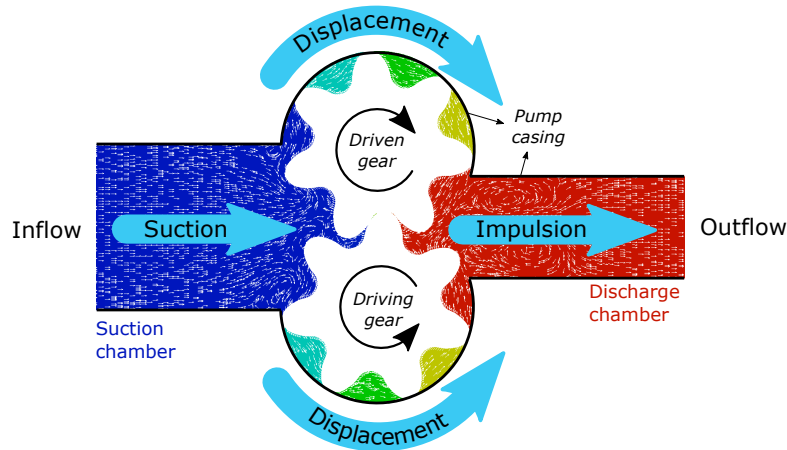 Displacement
Pump
casing
Driven
gear
Inflow
Suction
Impulsion
Outflow
Driving
gear
Suction
chamber
Discharge
chamber
Displacement